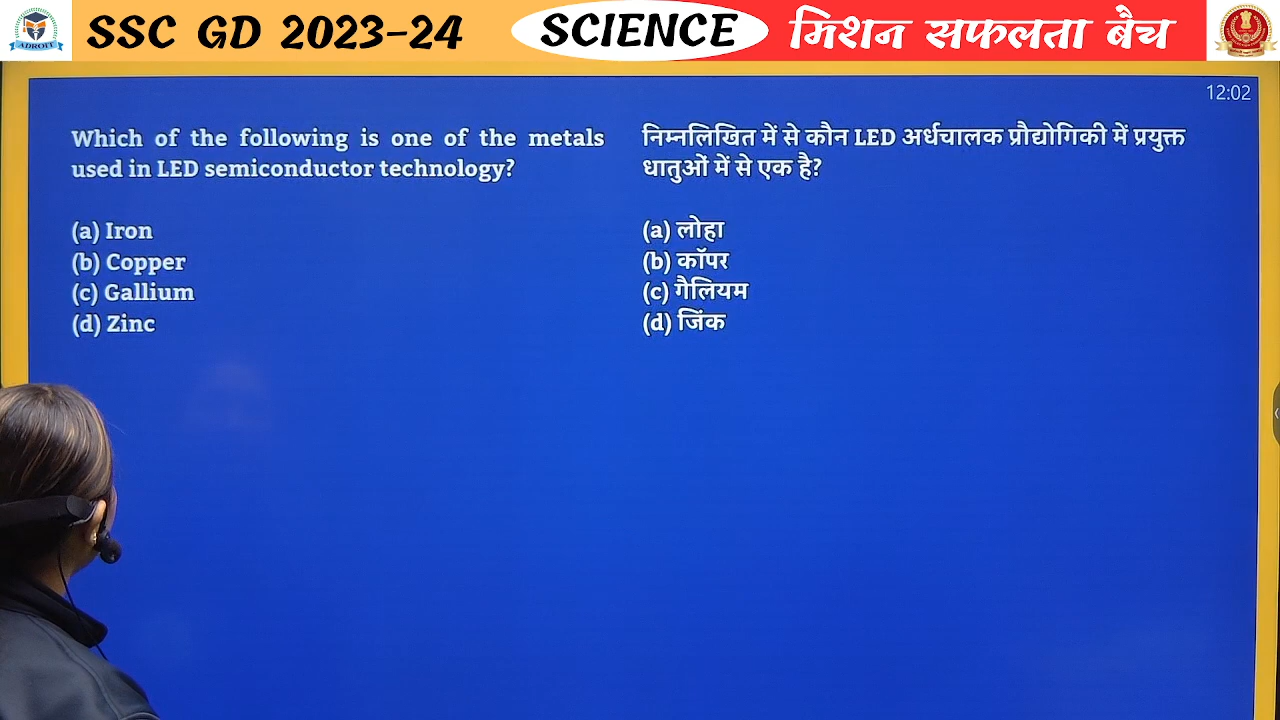 ADROIT
SSC GD 2023-24
SCIENCE
मिशन सफलता बैच
12:02
Which of the following is one of the metals
used in LED semiconductor technology?
(a) Iron
(b) Copper
(c) Gallium
(d) Zinc
निम्नलिखित में से कौन LED अर्धचालक प्रौद्योगिकी में प्रयुक्त
धातुओं में से एक है?
(a) लोहा
(b) कॉपर
(c) गैलियम
(d) जिंक